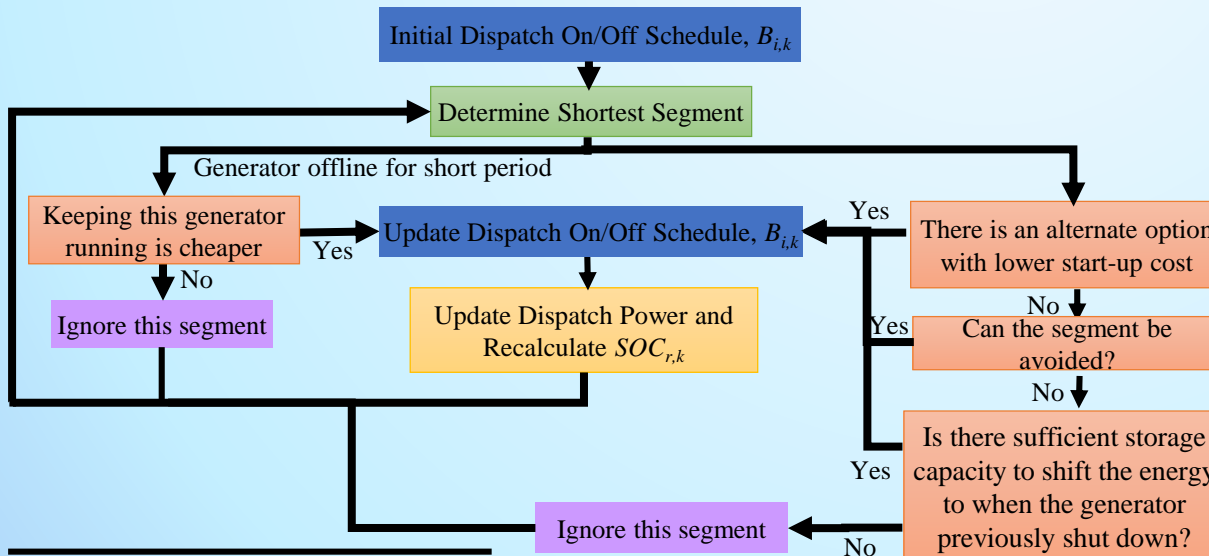 Initial Dispatch On/Off Schedule, B_{i,k}
Determine Shortest Segment
Generator offline for short period
Keeping this generator
running is cheaper
Yes
Update Dispatch On/Off Schedule, B_{i,k}
Yes
There is an alternate option
with lower start-up cost
No
Ignore this segment
Update Dispatch Power and
Recalculate SOC_{r,k}
No
Yes
Can the segment be
avoided?
No
Is there sufficient storage
capacity to shift the energy
to when the generator
previously shut down?
Yes
Ignore this segment
No